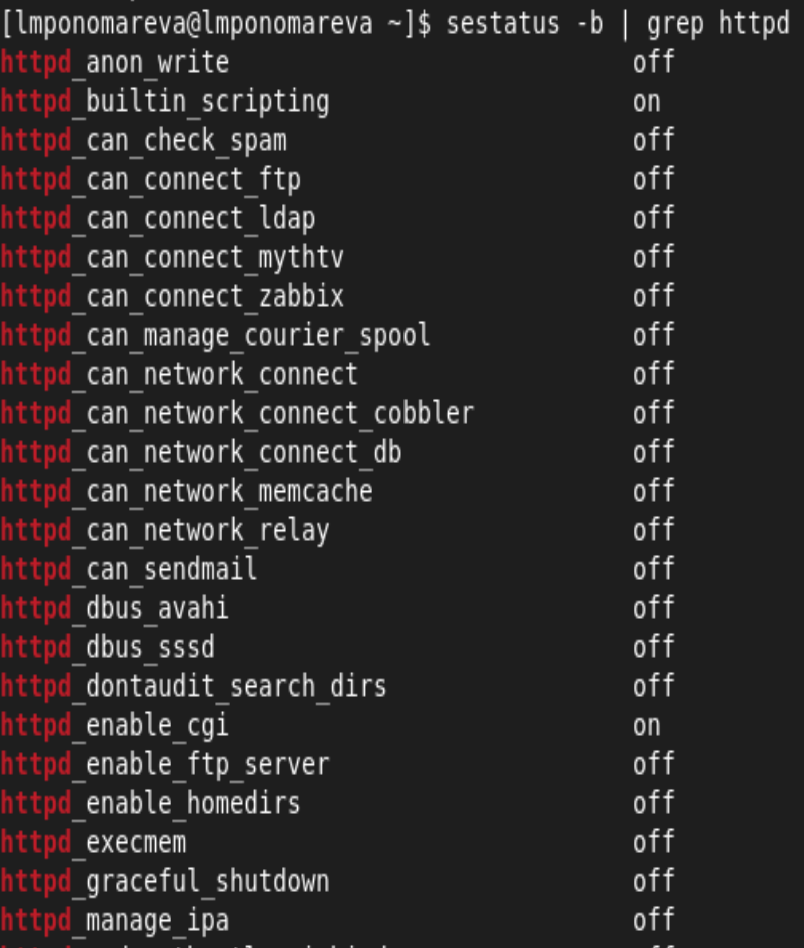 [lmponomareva@lmponomareva ~]$ sestatus -b | grep httpd
httpd_anon_write off
httpd_builtin_scripting on
httpd_can_check_spam off
httpd_can_connect_ftp off
httpd_can_connect_ldap off
httpd_can_connect_mythtv off
httpd_can_connect_zabbix off
httpd_can_manage_courier_spool off
httpd_can_network_connect off
httpd_can_network_connect_cobbler off
httpd_can_network_connect_db off
httpd_can_network_memcache off
httpd_can_network_relay off
httpd_can_sendmail off
httpd_dbus_avahi off
httpd_dbus_sssd off
httpd_dontaudit_search_dirs off
httpd_enable_cgi on
httpd_enable_ftp_server off
httpd_enable_homedirs off
httpd_execmem off
httpd_graceful_shutdown off
httpd_manage_ipa off